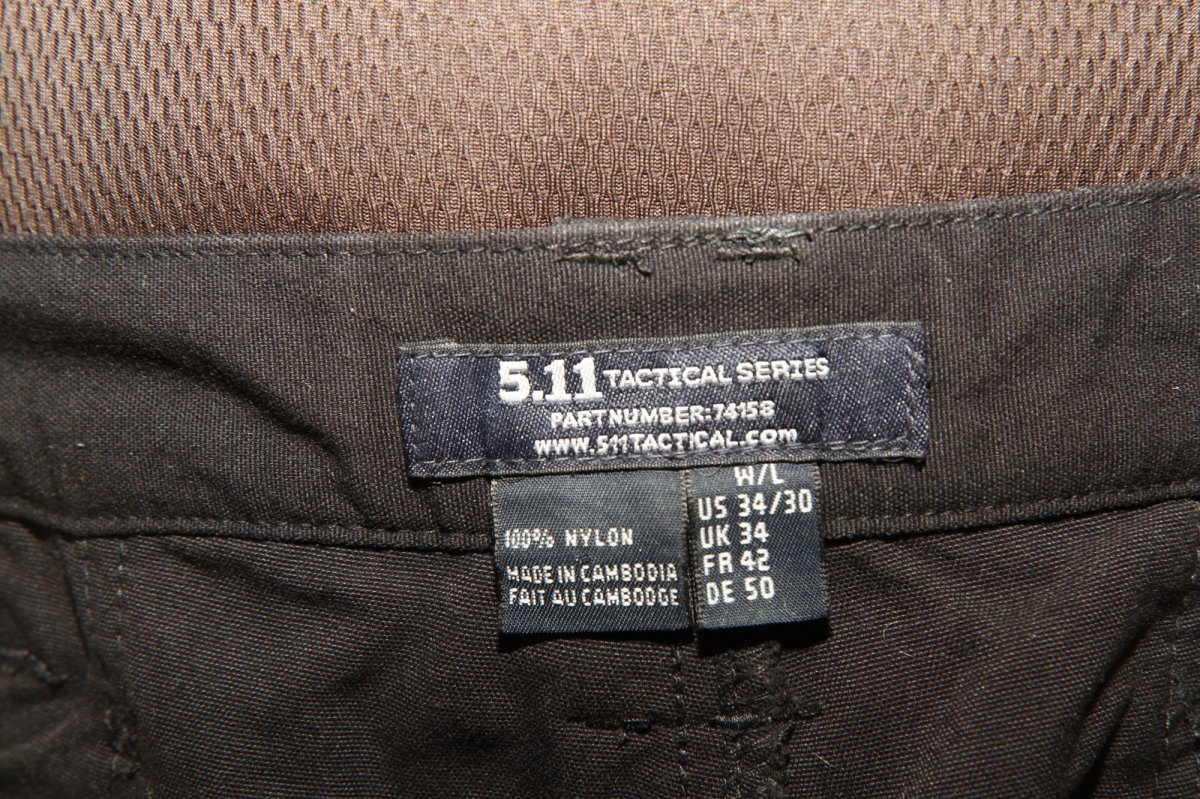 5.11 TACTICAL SERIES
PART NUMBER: 74158
WWW.511TACTICAL.com
100% NYLON
MADE IN CAMBODIA
FAIT AU CAMBODGE
W/L
US 34/30
UK 34
FR 42
DE 50